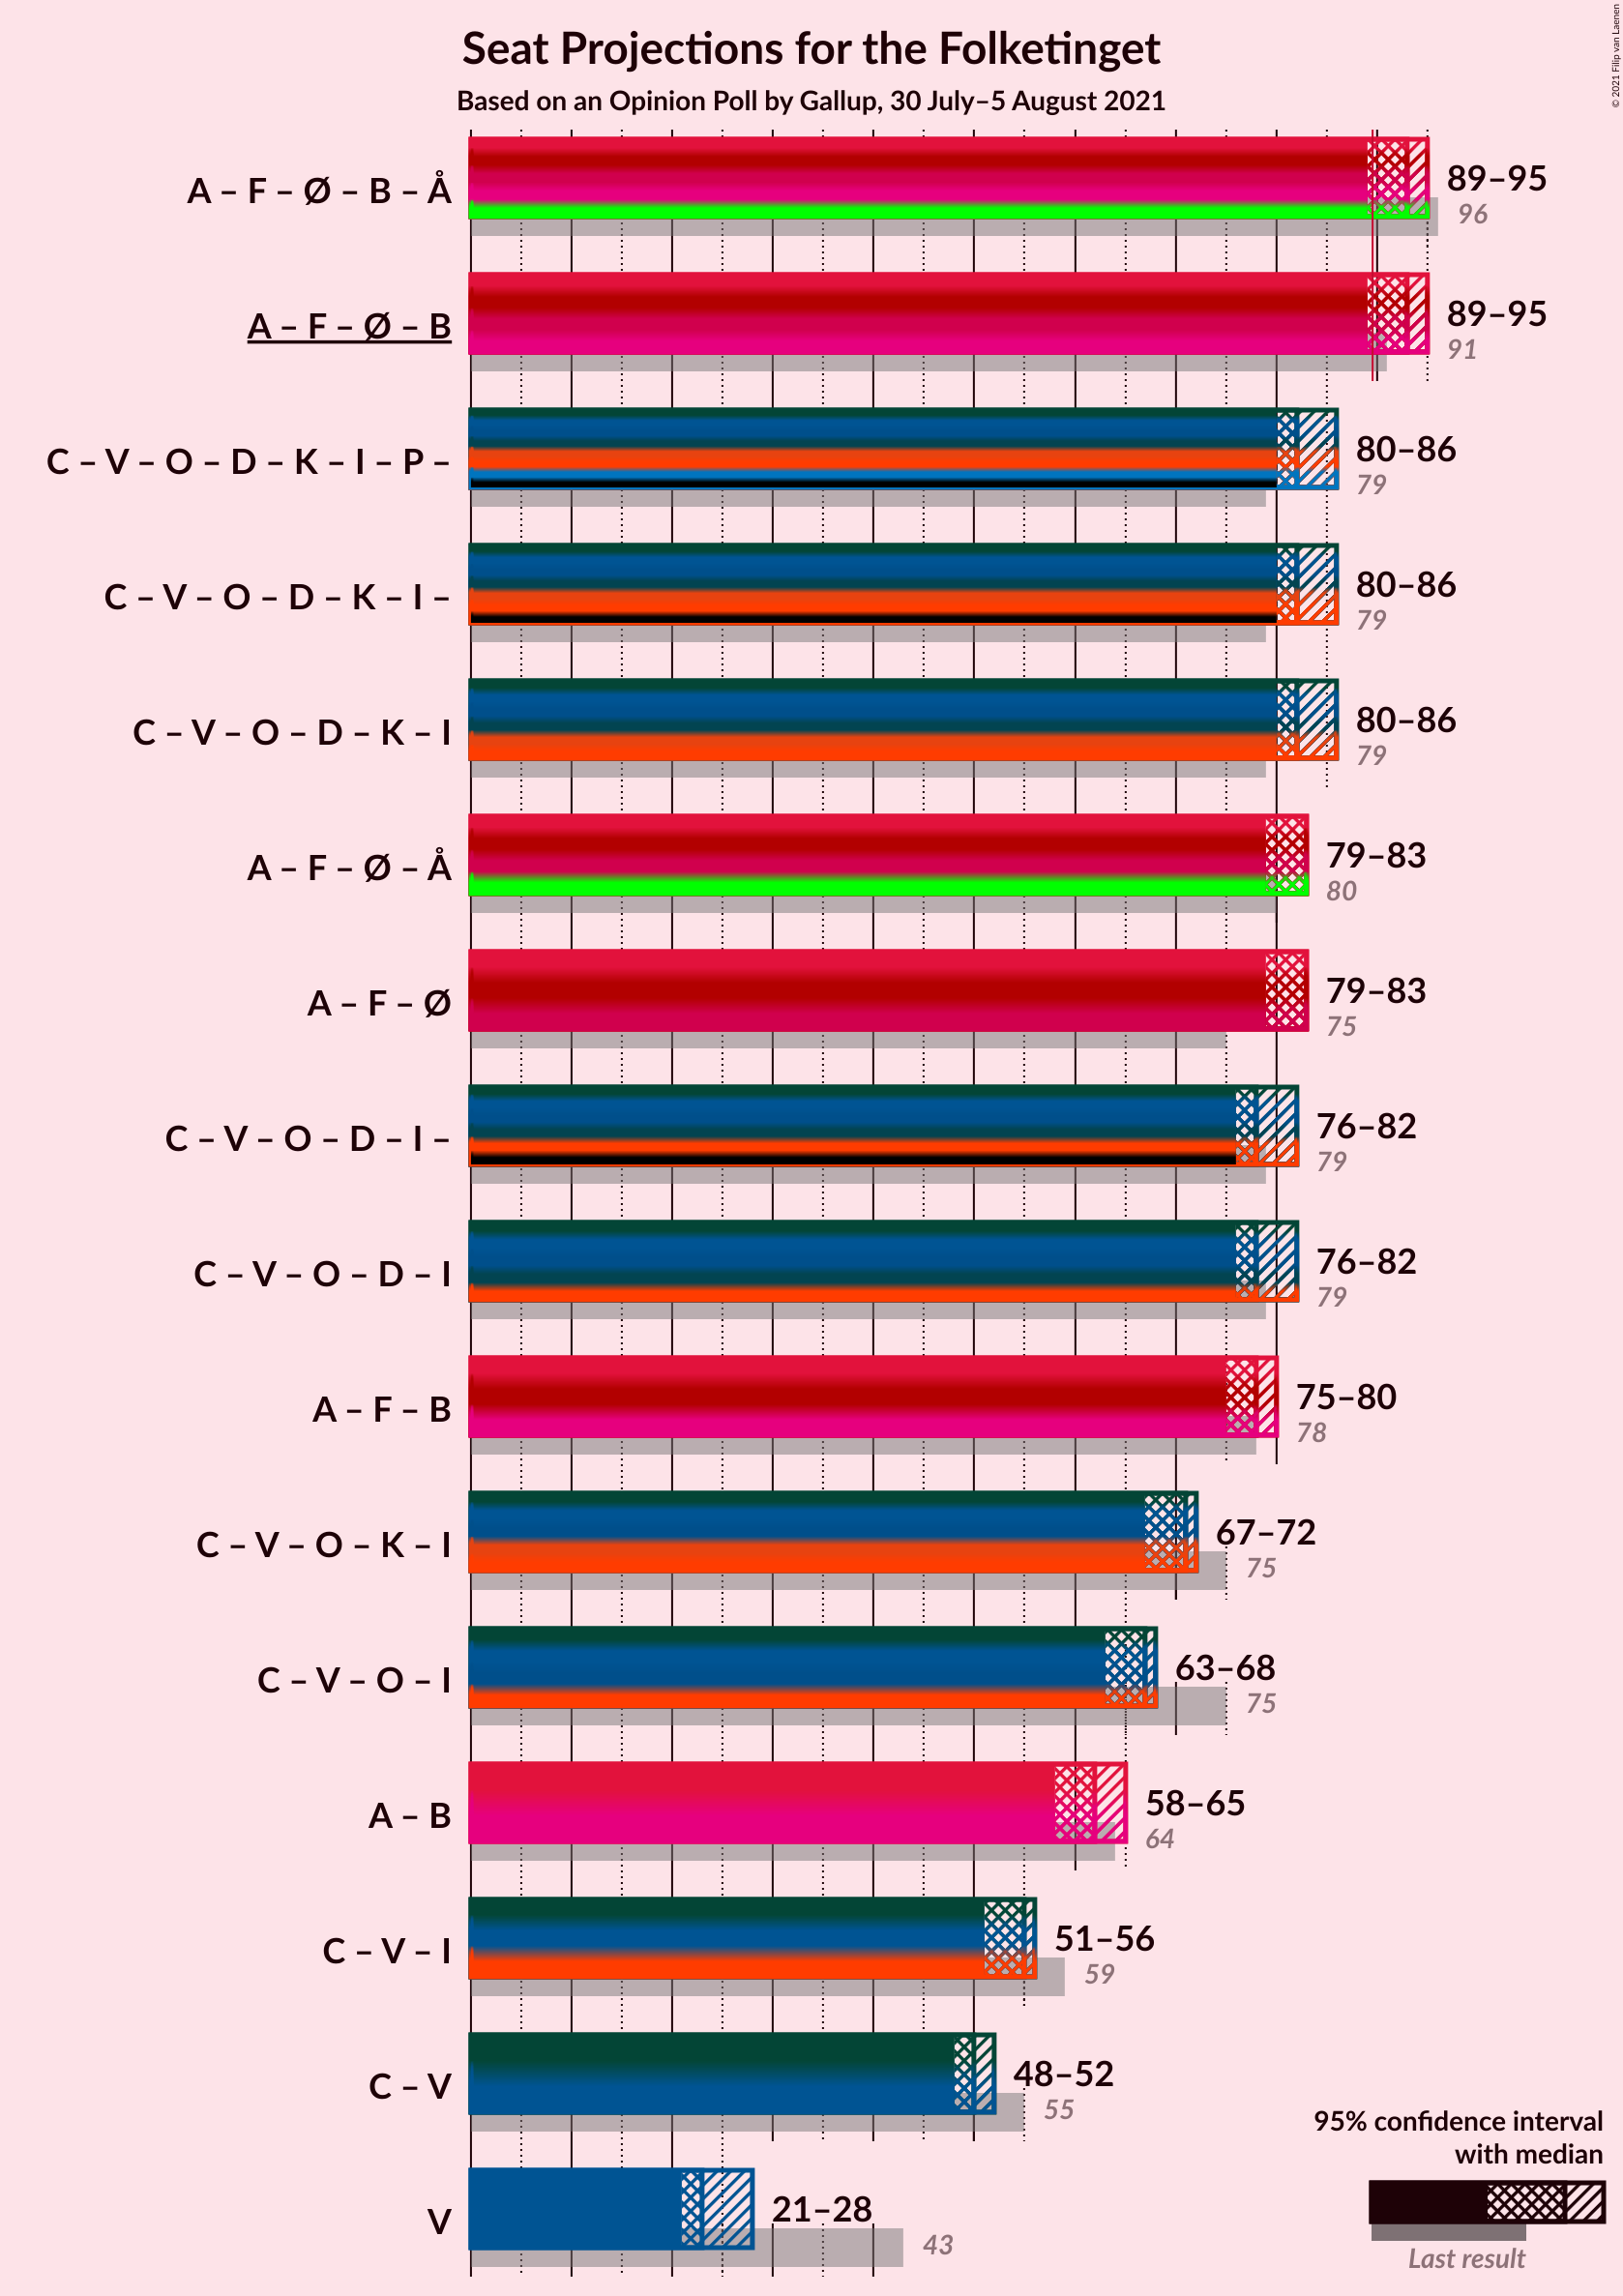 Seat Projections for the Folketinget
Based on an Opinion Poll by Gallup, 30 July–5 August 2021
© 2021 Filip van Laenen
A – F – Ø – B – Å
89–95
96
A – F – Ø – B
89–95
91
C – V – O – D – K – I – P –
80–86
79
C – V – O – D – K – I –
80–86
79
C – V – O – D – K – I
80–86
79
A – F – Ø – Å
79–83
80
A – F – Ø
79–83
75
C – V – O – D – I –
76–82
79
C – V – O – D – I
76–82
79
A – F – B
75–80
78
C – V – O – K – I
67–72
75
C – V – O – I
63–68
75
A – B
58–65
64
C – V – I
51–56
59
C – V
48–52
55
V
21–28
43
95% confidence interval
with median
Last result